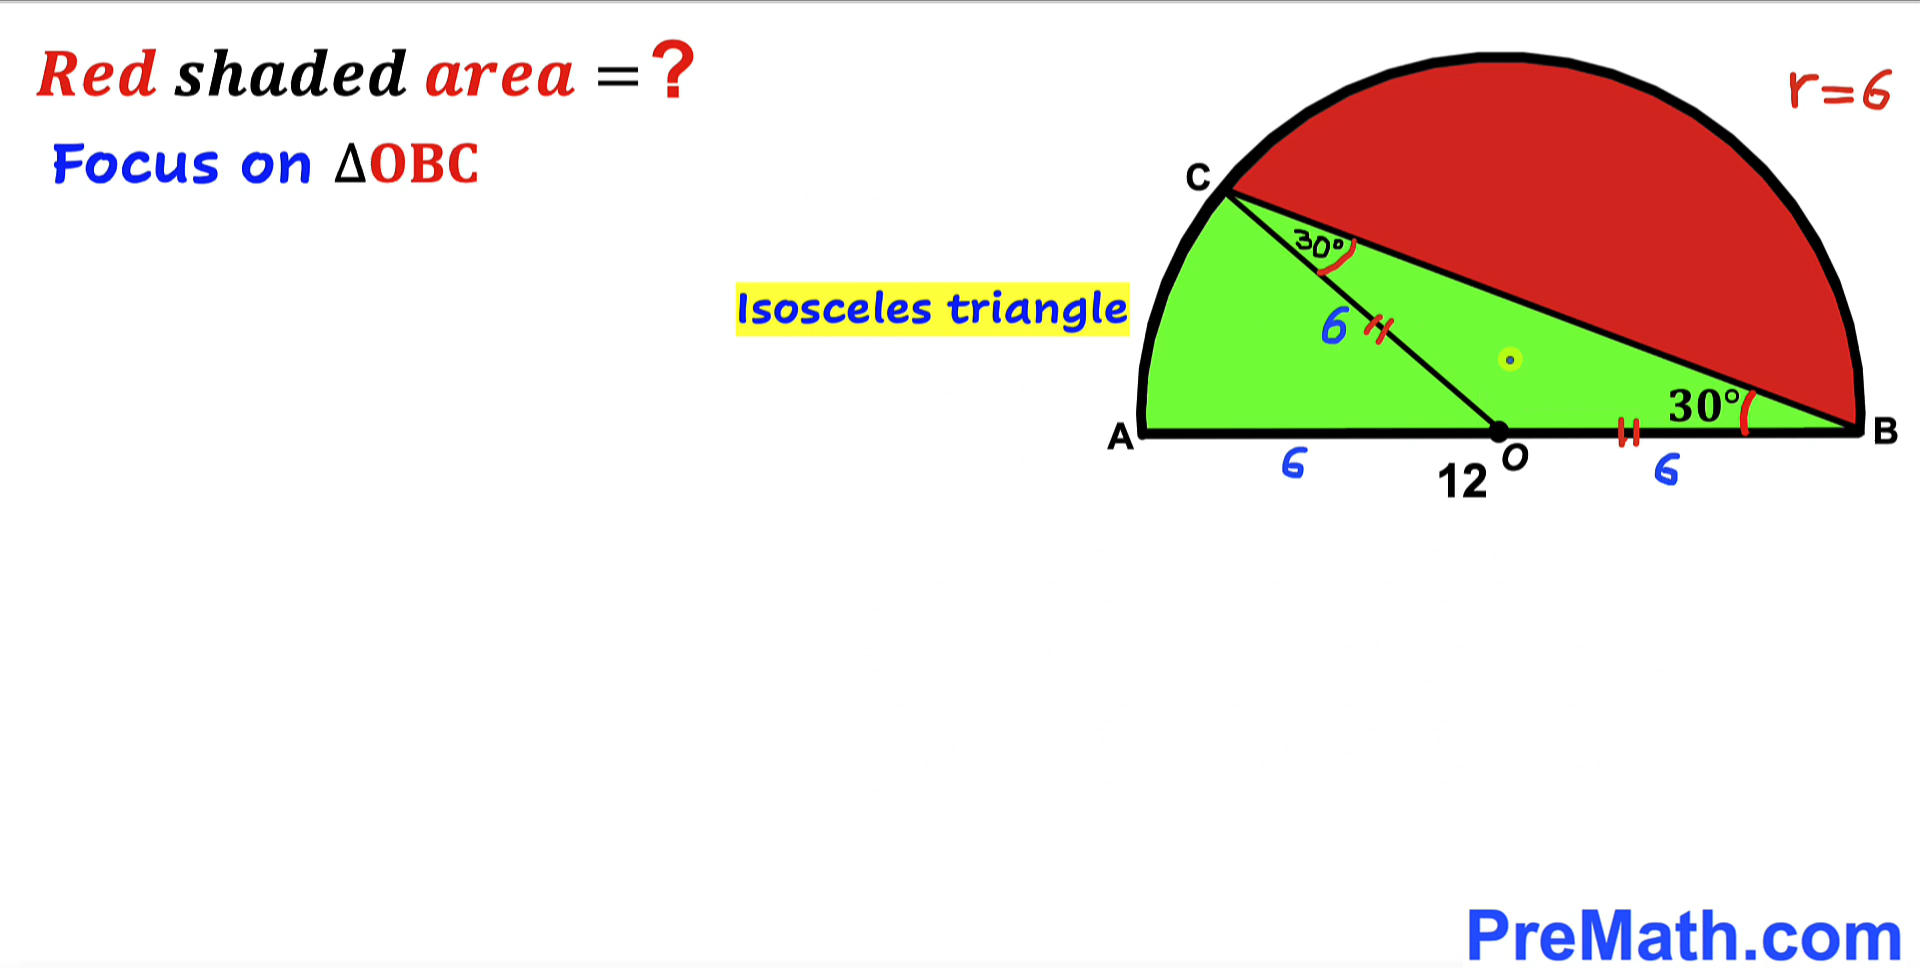 Red shaded area = ?
Focus on ΔOBC
Isosceles triangle
r=6
C
30°
6
30°
A
B
6
12
O
6
PreMath.com